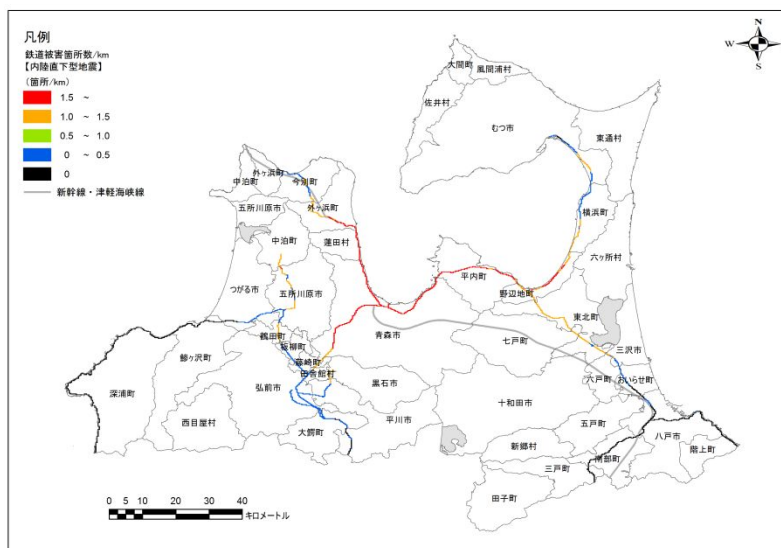 凡例
鉄道被害箇所数/km
【内陸直下型地震】
(箇所/km)
1.5 ~
1.0 ~ 1.5
0.5 ~ 1.0
0 ~ 0.5
0
新幹線・津軽海峡線
N
W
E
S
大間町
風間浦村
佐井村
むつ市
東通村
外ヶ浜町
中泊町
今別町
五所川原市
外ヶ浜町
横浜町
中泊町
蓬田村
六ヶ所村
平内町
つがる市
五所川原市
野辺地町
東北町
青森市
鶴田町
七戸町
板柳町
三沢市
鯵ヶ沢町
藤崎町
田舎館村
六戸町
おいらせ町
深浦町
弘前市
黒石市
十和田市
西目屋村
平川市
五戸町
大鰐町
八戸市
新郷村
階上町
南部町
三戸町
田子町
0 5 10 20 30 40
キロメートル